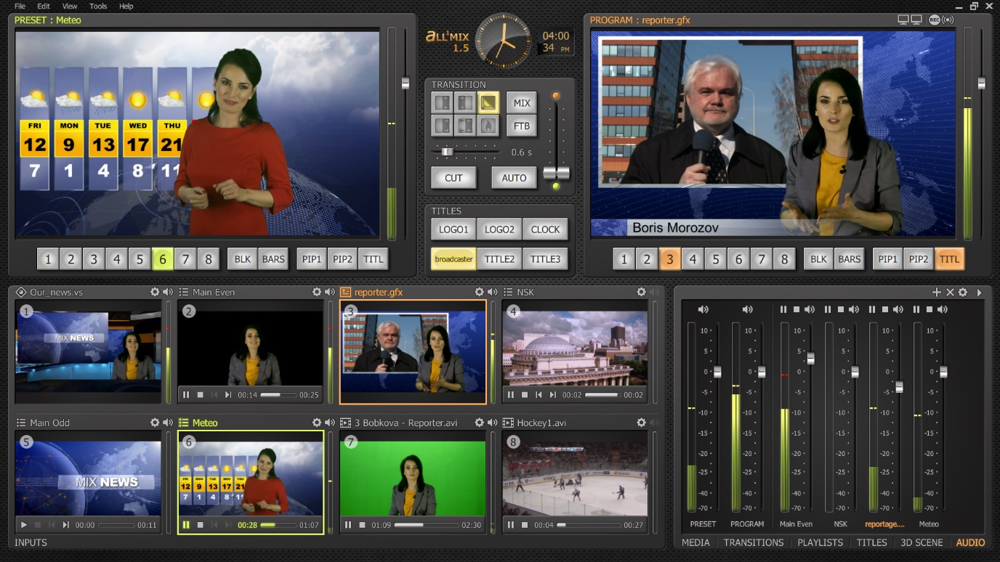 File Edit View Tools Help
PRESET : Meteo
FRI MON TUE WED THU
12 9 13 17 21
7 1 4 8 11
1 2 3 4 5 6 7 8 BLK BARS PIP1 PIP2 TITL
ALL'MIX
1.5
04:00
34 PM
TRANSITION
MIX
FTB
0.6 s
CUT AUTO
TITLES
LOGO1 LOGO2 CLOCK
broadcaster TITLE2 TITLE3
PROGRAM : reporter.gfx
REC
Boris Morozov
1 2 3 4 5 6 7 8 BLK BARS PIP1 PIP2 TITL
Our_news.vs
1
MIX NEWS
Main Even
2
00:14 00:25
reporter.gfx
3
NSK
4
00:02 00:02
Main Odd
5
MIX NEWS
00:00 00:11
Meteo
6
FRI MON TUE WED THU
12 9 13 17 21
7 1 4 8 11
00:28 01:07
3 Bobkova - Reporter.avi
7
01:09 02:30
Hockey1.avi
8
00:04 00:27
INPUTS
10 10 10 10 10 10
5 5 5 5 5 5
0 0 0 0 0 0
-5 -5 -5 -5 -5 -5
-10 -10 -10 -10 -10 -10
-15 -15 -15 -15 -15 -15
-20 -20 -20 -20 -20 -20
-25 -25 -25 -25 -25 -25
-40 -40 -40 -40 -40 -40
-70 -70 -70 -70 -70 -70
PRESET PROGRAM Main Even NSK reportage.... Meteo
MEDIA TRANSITIONS PLAYLISTS TITLES 3D SCENE AUDIO